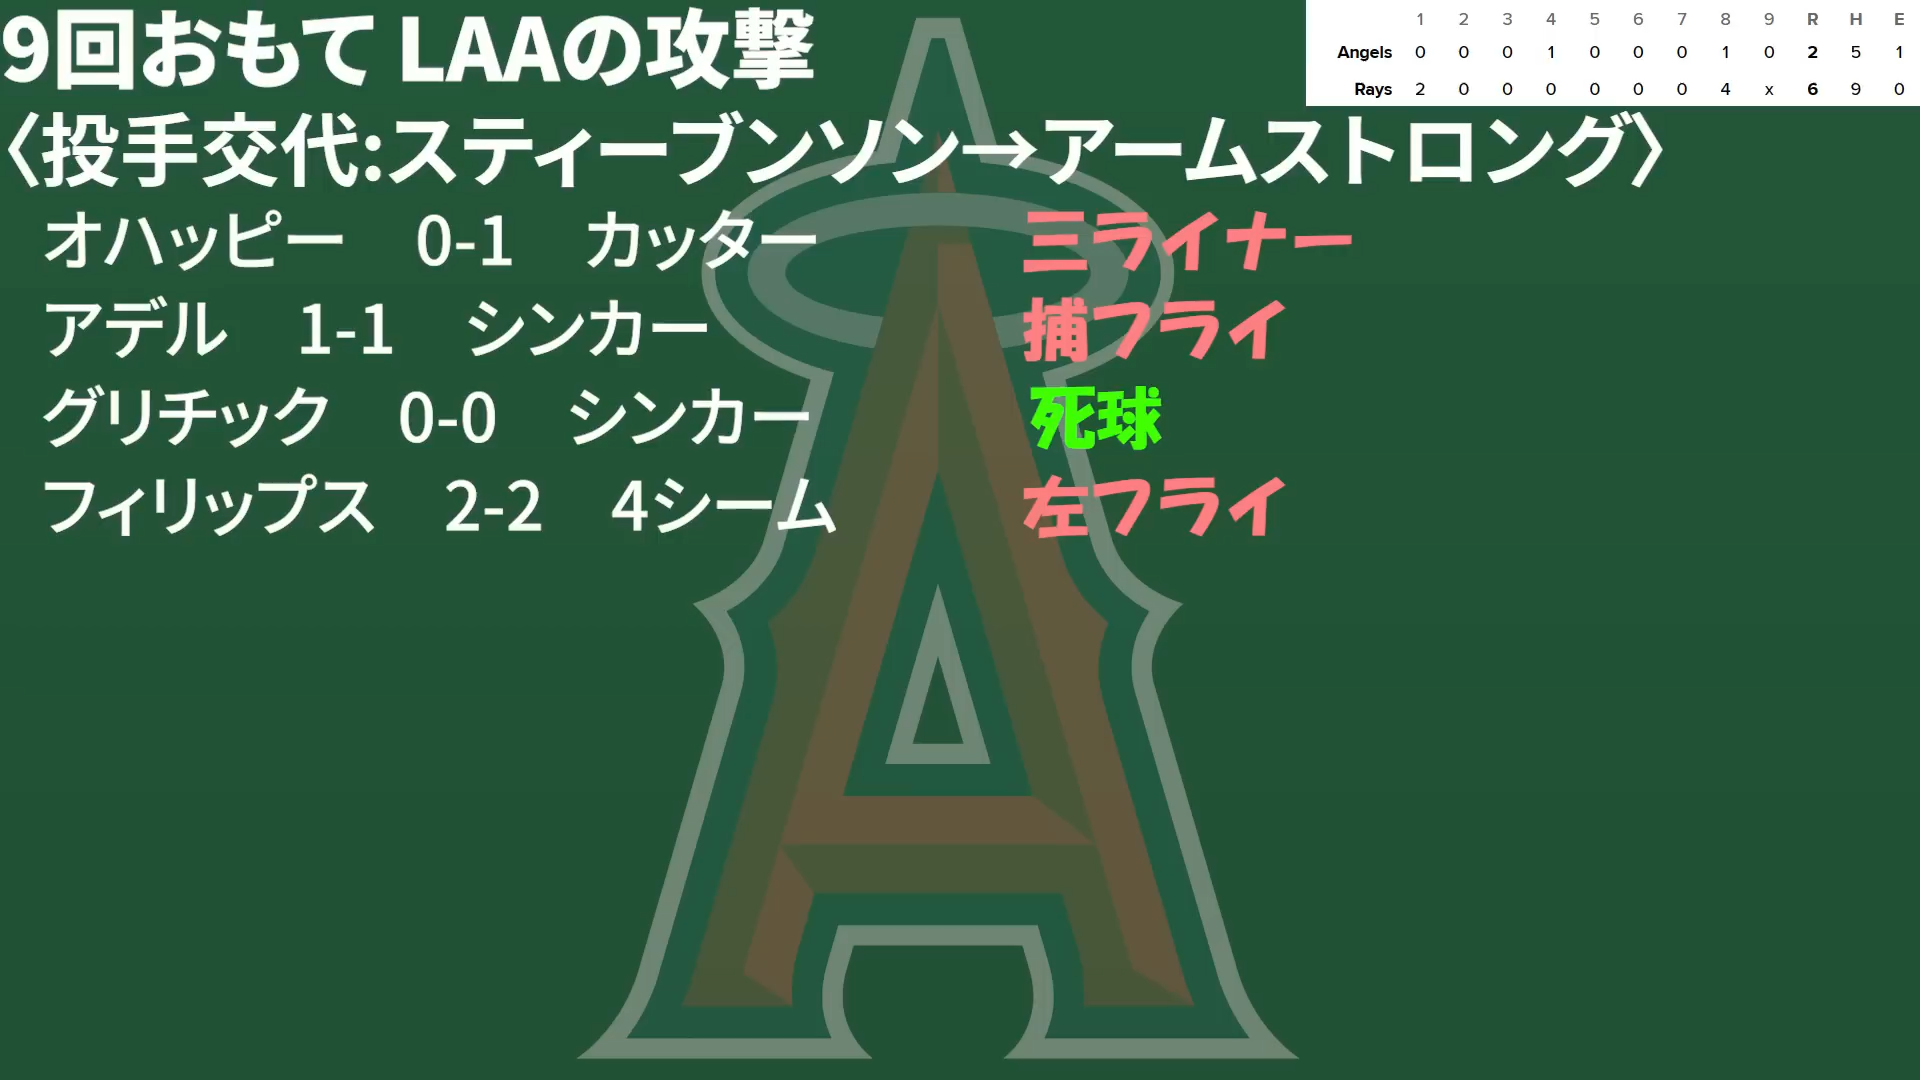 9回おもて LAAの攻撃
1 2 3 4 5 6 7 8 9 R H E
Angels 0 0 0 1 0 0 0 1 0 2 5 1
Rays 2 0 0 0 0 0 0 4 x 6 9 0
〈投手交代:スティーブンソン→アームストロング〉
オハッピー 0-1 カッター 三ライナー
アデル 1-1 シンカー 捕フライ
グリチック 0-0 シンカー 死球
フィリップス 2-2 4シーム 左フライ